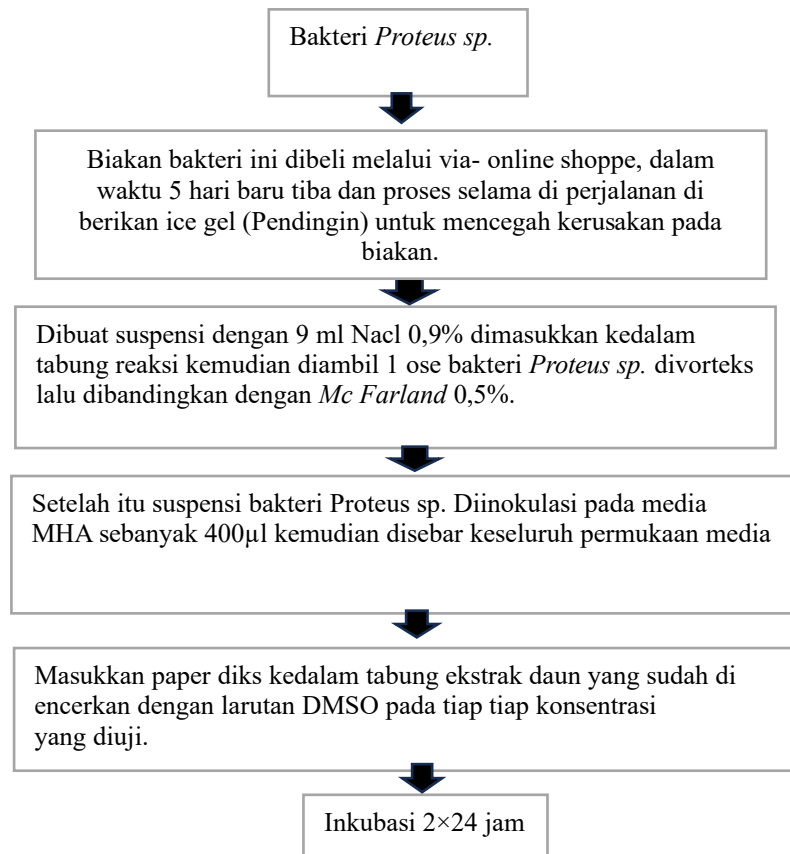 Bakteri Proteus sp.
Biakan bakteri ini dibeli melalui via- online shoppe, dalam
waktu 5 hari baru tiba dan proses selama di perjalanan di
berikan ice gel (Pendingin) untuk mencegah kerusakan pada
biakan.
Dibuat suspensi dengan 9 ml Nacl 0,9% dimasukkan kedalam
tabung reaksi kemudian diambil 1 ose bakteri Proteus sp. divorteks
lalu dibandingkan dengan Mc Farland 0,5%.
Setelah itu suspensi bakteri Proteus sp. Diinokulasi pada media
MHA sebanyak 400µl kemudian disebar keseluruh permukaan media
Masukkan paper diks kedalam tabung ekstrak daun yang sudah di
encerkan dengan larutan DMSO pada tiap tiap konsentrasi
yang diuji.
Inkubasi 2×24 jam